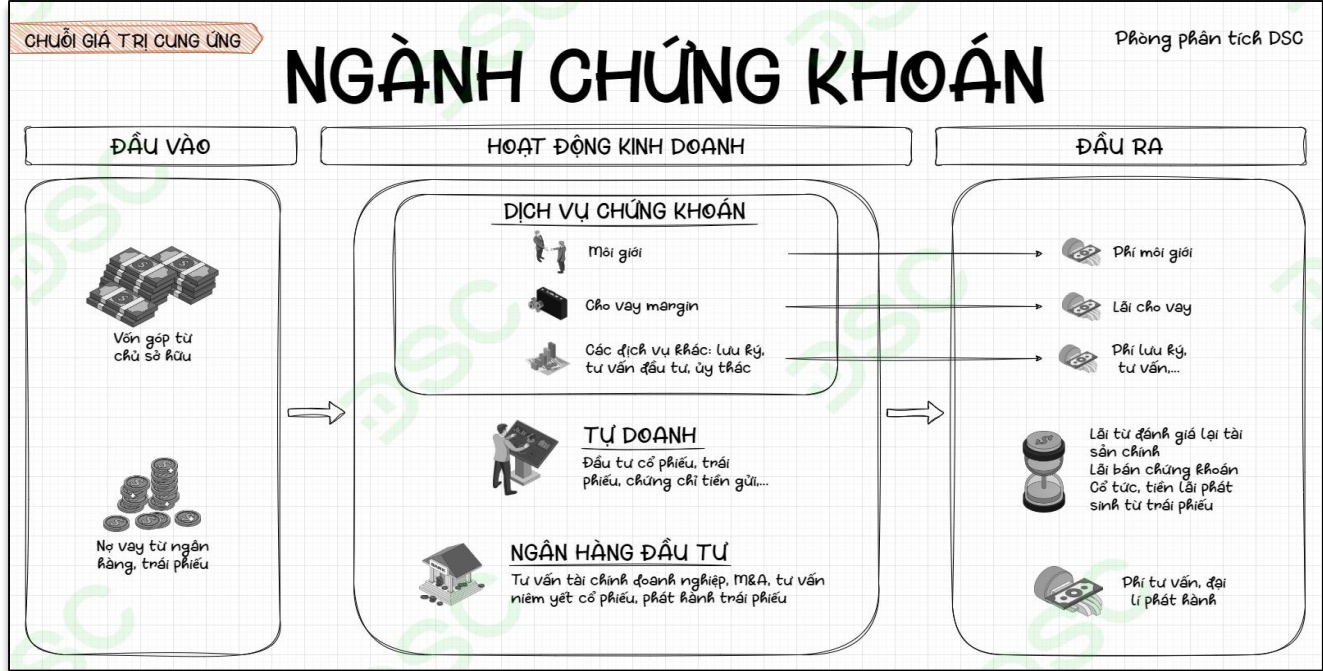 CHUỖI GIÁ TRỊ CUNG ỨNG
NGÀNH CHỨNG KHOÁN
Phòng phân tích DSC
ĐẦU VÀO
HOẠT ĐỘNG KINH DOANH
ĐẦU RA
Vốn góp từ
chủ sở hữu
Nợ vay từ ngân
hàng, trái phiếu
DỊCH VỤ CHỨNG KHOÁN
Môi giới
Cho vay margin
Các dịch vụ khác: lưu ký,
tư vấn đầu tư, ủy thác
TỰ DOANH
Đầu tư cổ phiếu, trái
phiếu, chứng chỉ tiền gửi,...
NGÂN HÀNG ĐẦU TƯ
Tư vấn tài chính doanh nghiệp, M&A, tư vấn
niêm yết cổ phiếu, phát hành trái phiếu
Phí môi giới
Lãi cho vay
Phí lưu ký,
tư vấn,...
Lãi từ đánh giá lại tài
sản chính
Lãi bán chứng khoán
Cổ tức, tiền lãi phát
sinh từ trái phiếu
Phí tư vấn, đại
lí phát hành
DSC
DSC
DSC
DSC
DSC
DSC